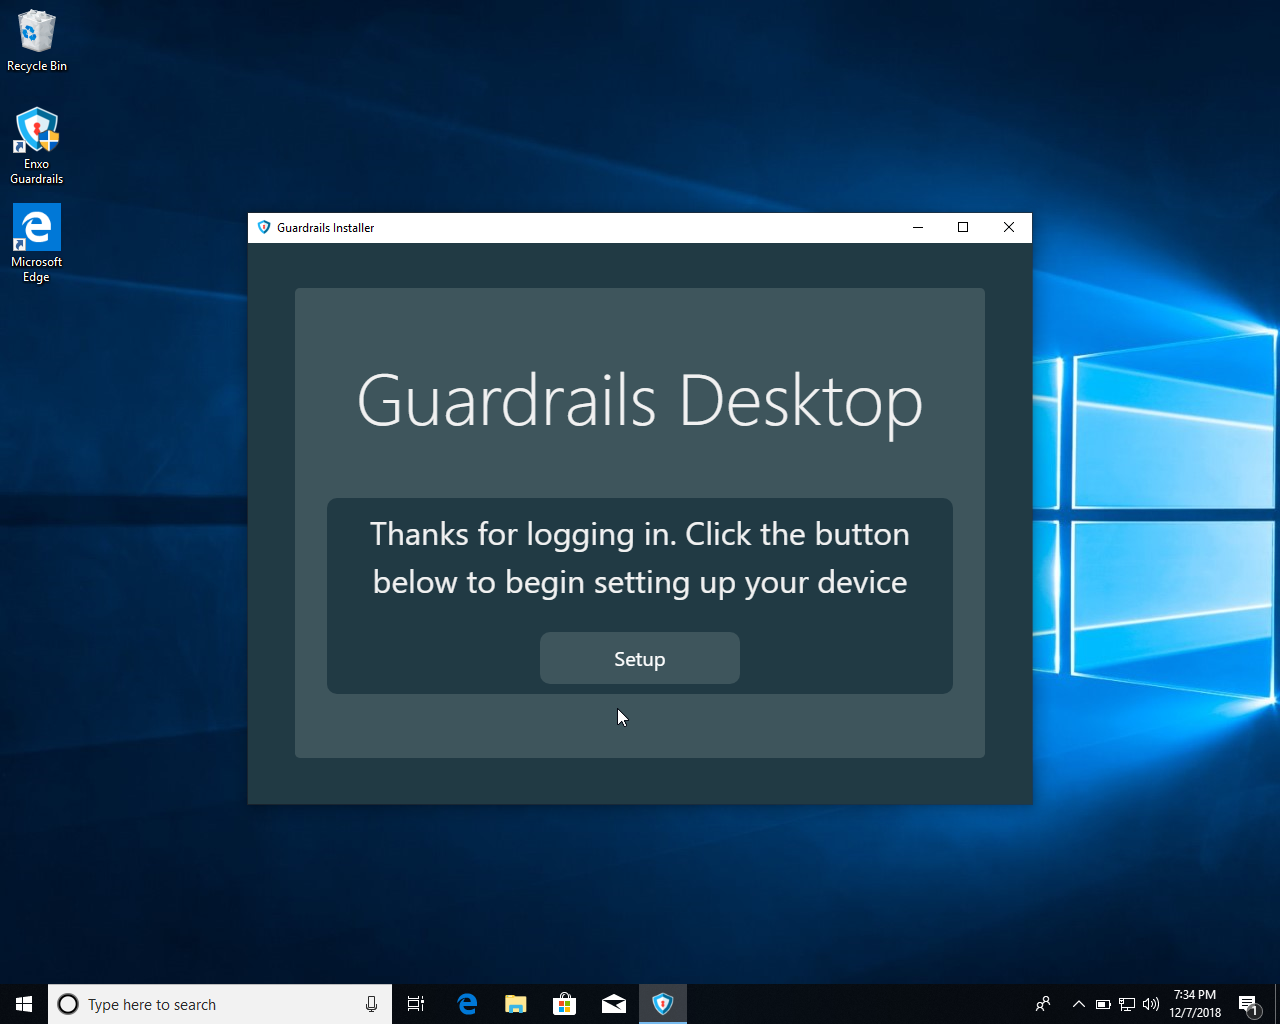 Recycle Bin
Enxo
Guardrails
Microsoft
Edge
Guardrails Installer
Guardrails Desktop
Thanks for logging in. Click the button
below to begin setting up your device
Setup
Type here to search
7:34 PM
12/7/2018
1